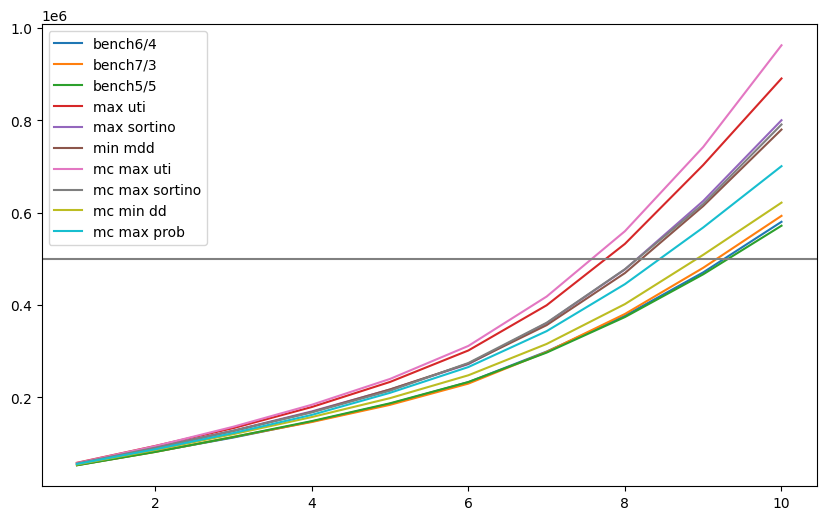 1e6
1.0
0.8
0.6
0.4
0.2
bench6/4
bench7/3
bench5/5
max uti
max sortino
min mdd
mc max uti
mc max sortino
mc min dd
mc max prob
2
4
6
8
10